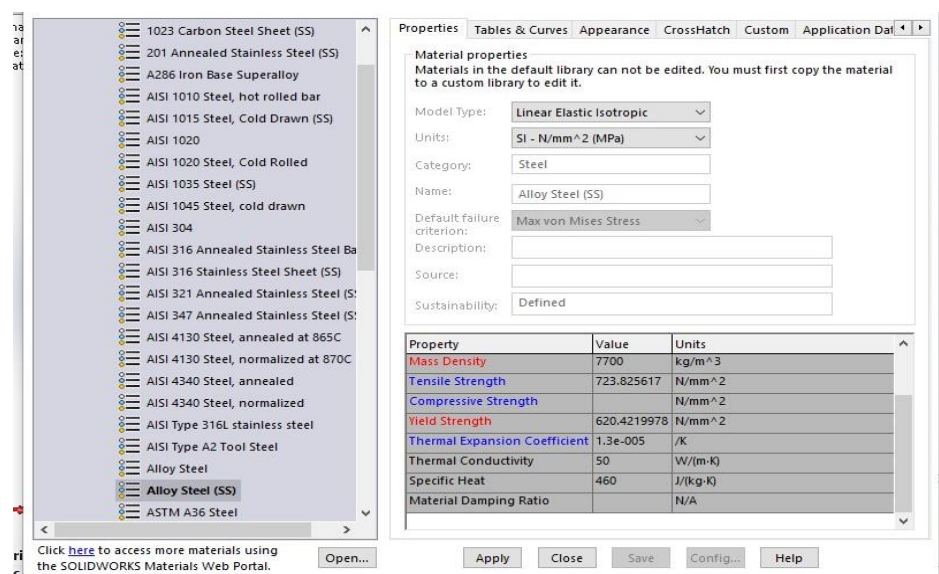 1023 Carbon Steel Sheet (SS)
201 Annealed Stainless Steel (SS)
A286 Iron Base Superalloy
AISI 1010 Steel, hot rolled bar
AISI 1015 Steel, Cold Drawn (SS)
AISI 1020
AISI 1020 Steel, Cold Rolled
AISI 1035 Steel (SS)
AISI 1045 Steel, cold drawn
AISI 304
AISI 316 Annealed Stainless Steel Ba
AISI 316 Stainless Steel Sheet (SS)
AISI 321 Annealed Stainless Steel (S
AISI 347 Annealed Stainless Steel (S
AISI 4130 Steel, annealed at 865C
AISI 4130 Steel, normalized at 870C
AISI 4340 Steel, annealed
AISI 4340 Steel, normalized
AISI Type 316L stainless steel
AISI Type A2 Tool Steel
Alloy Steel
Alloy Steel (SS)
ASTM A36 Steel
Click here to access more materials using
the SOLIDWORKS Materials Web Portal.
Open...
Properties Tables & Curves Appearance CrossHatch Custom Application Dat
Material properties
Materials in the default library can not be edited. You must first copy the material
to a custom library to edit it.
Model Type: Linear Elastic Isotropic
Units: SI - N/mm^2 (MPa)
Category: Steel
Name: Alloy Steel (SS)
Default failure
criterion: Max von Mises Stress
Description:
Source:
Sustainability: Defined
Property Value Units
Mass Density 7700 kg/m^3
Tensile Strength 723.825617 N/mm^2
Compressive Strength N/mm^2
Yield Strength 620.4219978 N/mm^2
Thermal Expansion Coefficient 1.3e-005 /K
Thermal Conductivity 50 W/(m·K)
Specific Heat 460 J/(kg·K)
Material Damping Ratio N/A
Apply Close Save Config... Help